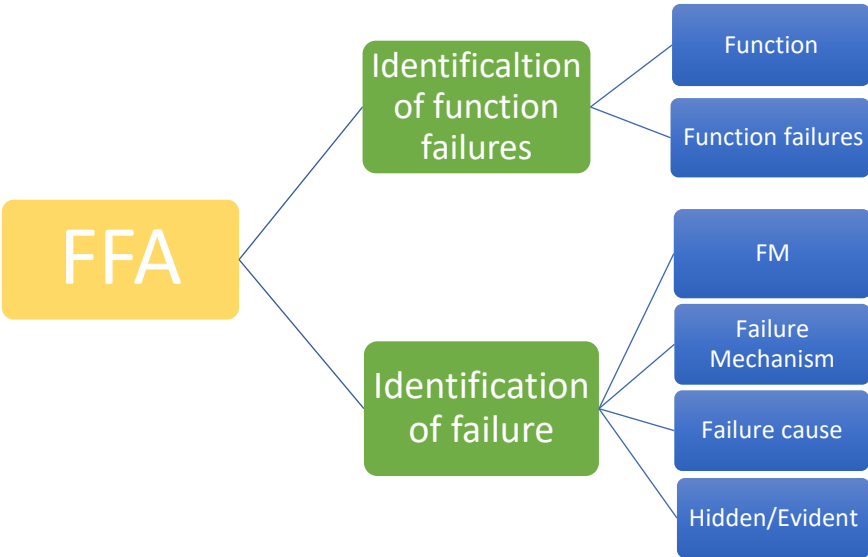 FFA
Identificaltion
of function
failures
Function
Function failures
Identification
of failure
FM
Failure
Mechanism
Failure cause
Hidden/Evident